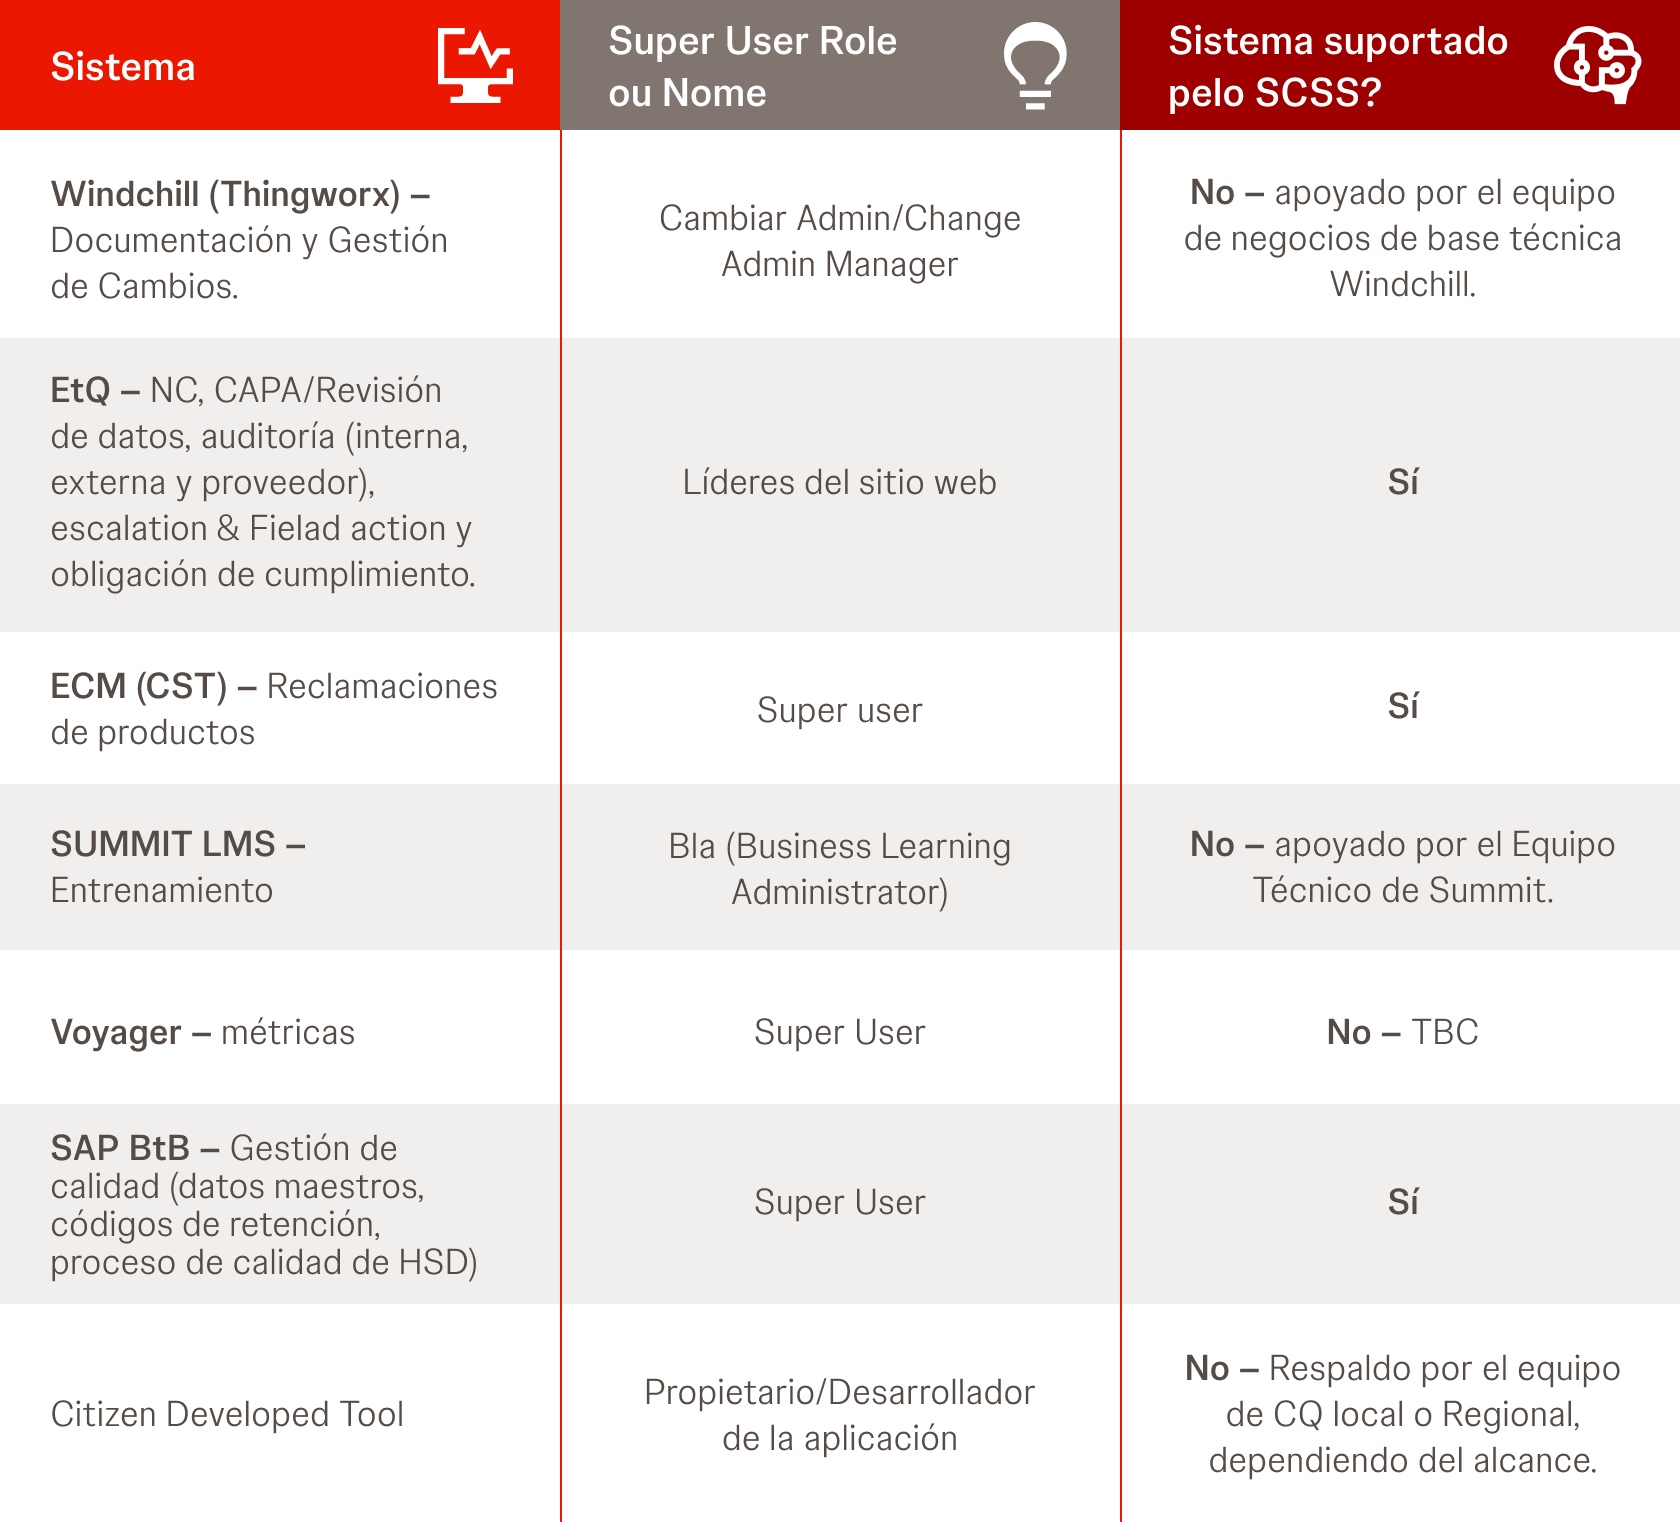 Sistema
Super User Role
ou Nome
Sistema suportado
pelo SCSS?
Windchill (Thingworx) –
Documentación y Gestión
de Cambios.
Cambiar Admin/Change
Admin Manager
No – apoyado por el equipo
de negocios de base técnica
Windchill.
EtQ – NC, CAPA/Revisión
de datos, auditoría (interna,
externa y proveedor),
escalation & Fielad action y
obligación de cumplimiento.
Líderes del sitio web
Sí
ECM (CST) – Reclamaciones
de productos
Super user
Sí
SUMMIT LMS –
Entrenamiento
Bla (Business Learning
Administrator)
No – apoyado por el Equipo
Técnico de Summit.
Voyager – métricas
Super User
No – TBC
SAP BtB – Gestión de
calidad (datos maestros,
códigos de retención,
proceso de calidad de HSD)
Super User
Sí
Citizen Developed Tool
Propietario/Desarrollador
de la aplicación
No – Respaldo por el equipo
de CQ local o Regional,
dependiendo del alcance.